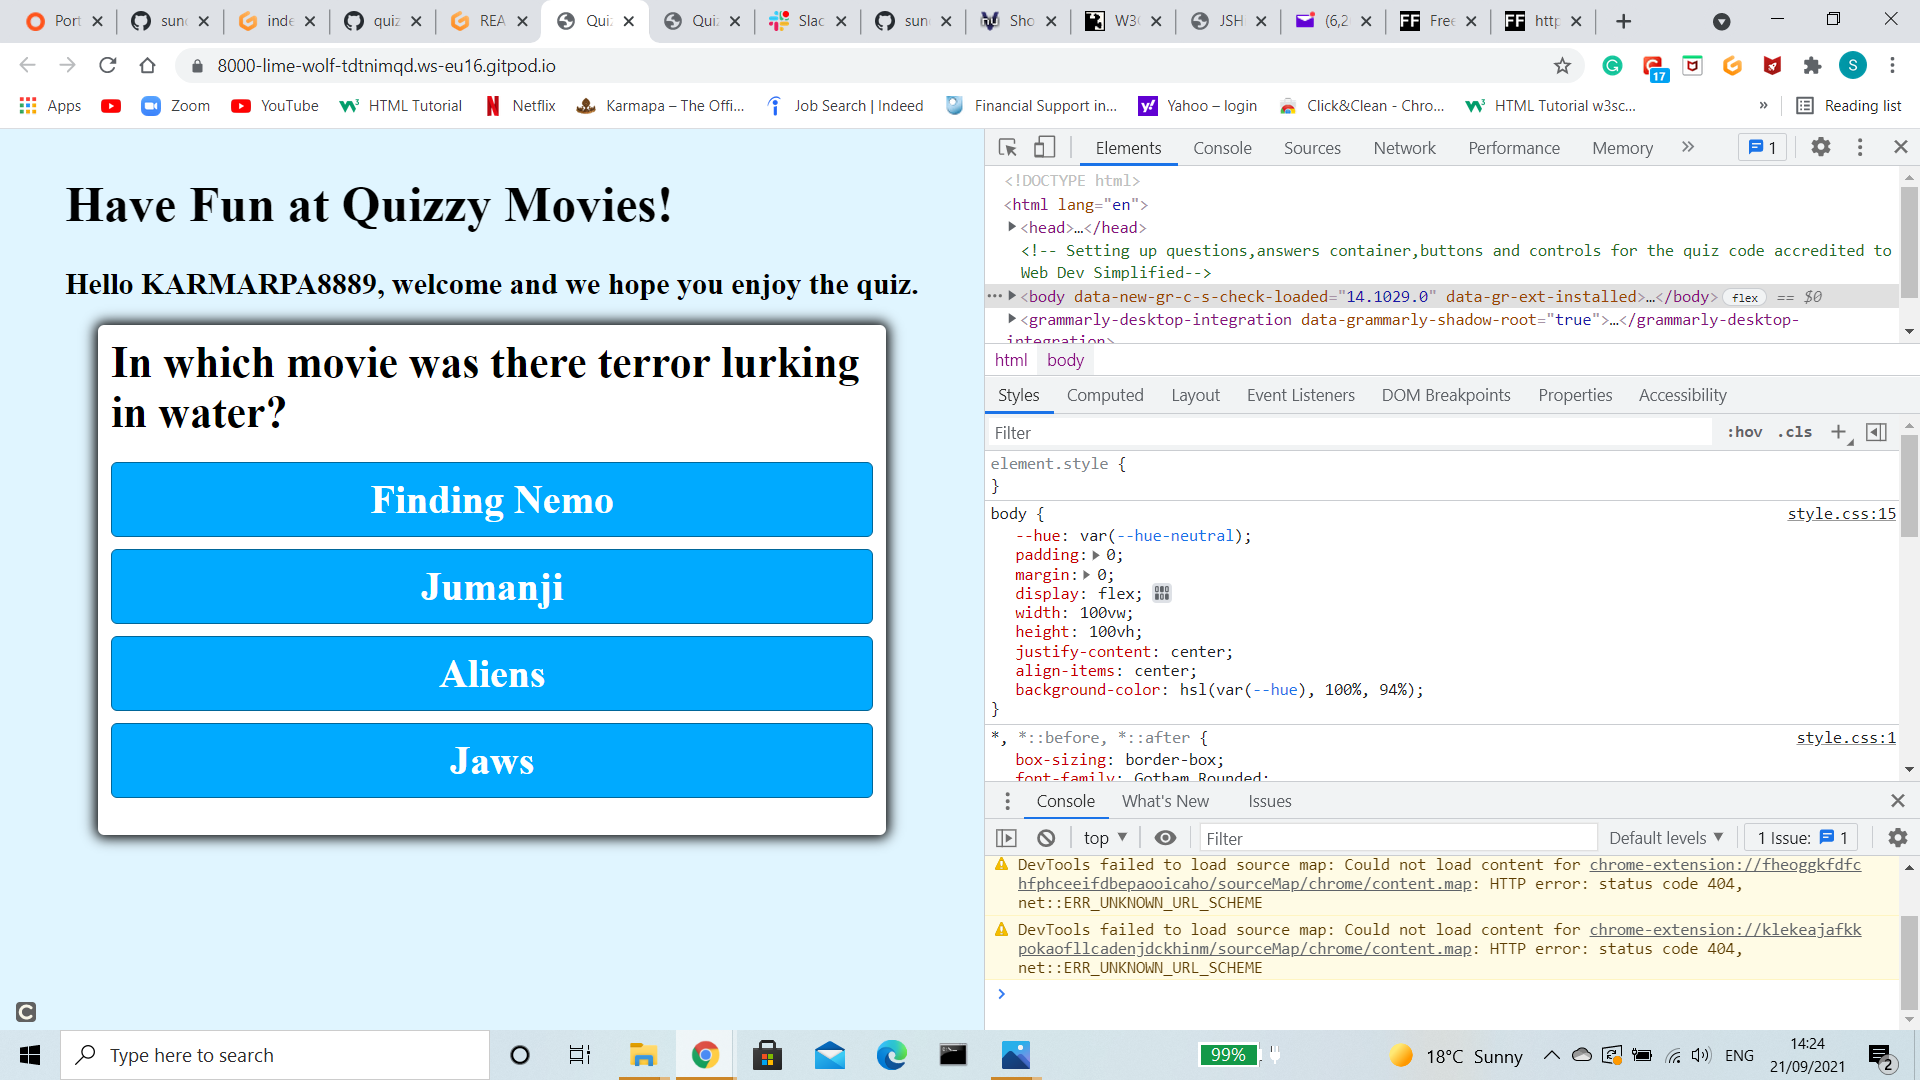 Port
sun
inde
quiz
REA
Quiz
Quiz
Slac
sun
Sho
W3C
JSH
(6,2
Free
http
8000-lime-wolf-tdtnimqd.ws-eu16.gitpod.io
17
S
Apps
Zoom
YouTube
HTML Tutorial
Netflix
Karmapa – The Offi...
Job Search | Indeed
Financial Support in...
Yahoo – login
Click&Clean - Chro...
HTML Tutorial w3sc...
»
Reading list
Have Fun at Quizzy Movies!
Hello KARMARPA8889, welcome and we hope you enjoy the quiz.
In which movie was there terror lurking
in water?
Finding Nemo
Jumanji
Aliens
Jaws
Elements Console Sources Network Performance Memory » 1
<!DOCTYPE html>
<html lang="en">
<head>…</head>
<!-- Setting up questions,answers container,buttons and controls for the quiz code accredited to
Web Dev Simplified-->
<body data-new-gr-c-s-check-loaded="14.1029.0" data-gr-ext-installed>…</body> flex == $0
<grammarly-desktop-integration data-grammarly-shadow-root="true">…</grammarly-desktop-
integration>
html body
Styles Computed Layout Event Listeners DOM Breakpoints Properties Accessibility
Filter :hov .cls +
element.style {
}
body { style.css:15
--hue: var(--hue-neutral);
padding: 0;
margin: 0;
display: flex;
width: 100vw;
height: 100vh;
justify-content: center;
align-items: center;
background-color: hsl(var(--hue), 100%, 94%);
}
*, *::before, *::after { style.css:1
box-sizing: border-box;
font-family: Gotham Rounded;
Console What's New Issues
top Filter Default levels 1 Issue: 1
DevTools failed to load source map: Could not load content for chrome-extension://fheoggkfdfc
hfphceeifdbepaooicaho/sourceMap/chrome/content.map: HTTP error: status code 404,
net::ERR_UNKNOWN_URL_SCHEME
DevTools failed to load source map: Could not load content for chrome-extension://klekeajafkk
pokaofllcadenjdckhinm/sourceMap/chrome/content.map: HTTP error: status code 404,
net::ERR_UNKNOWN_URL_SCHEME
>
Type here to search
99%
18°C Sunny
ENG
14:24
21/09/2021
2